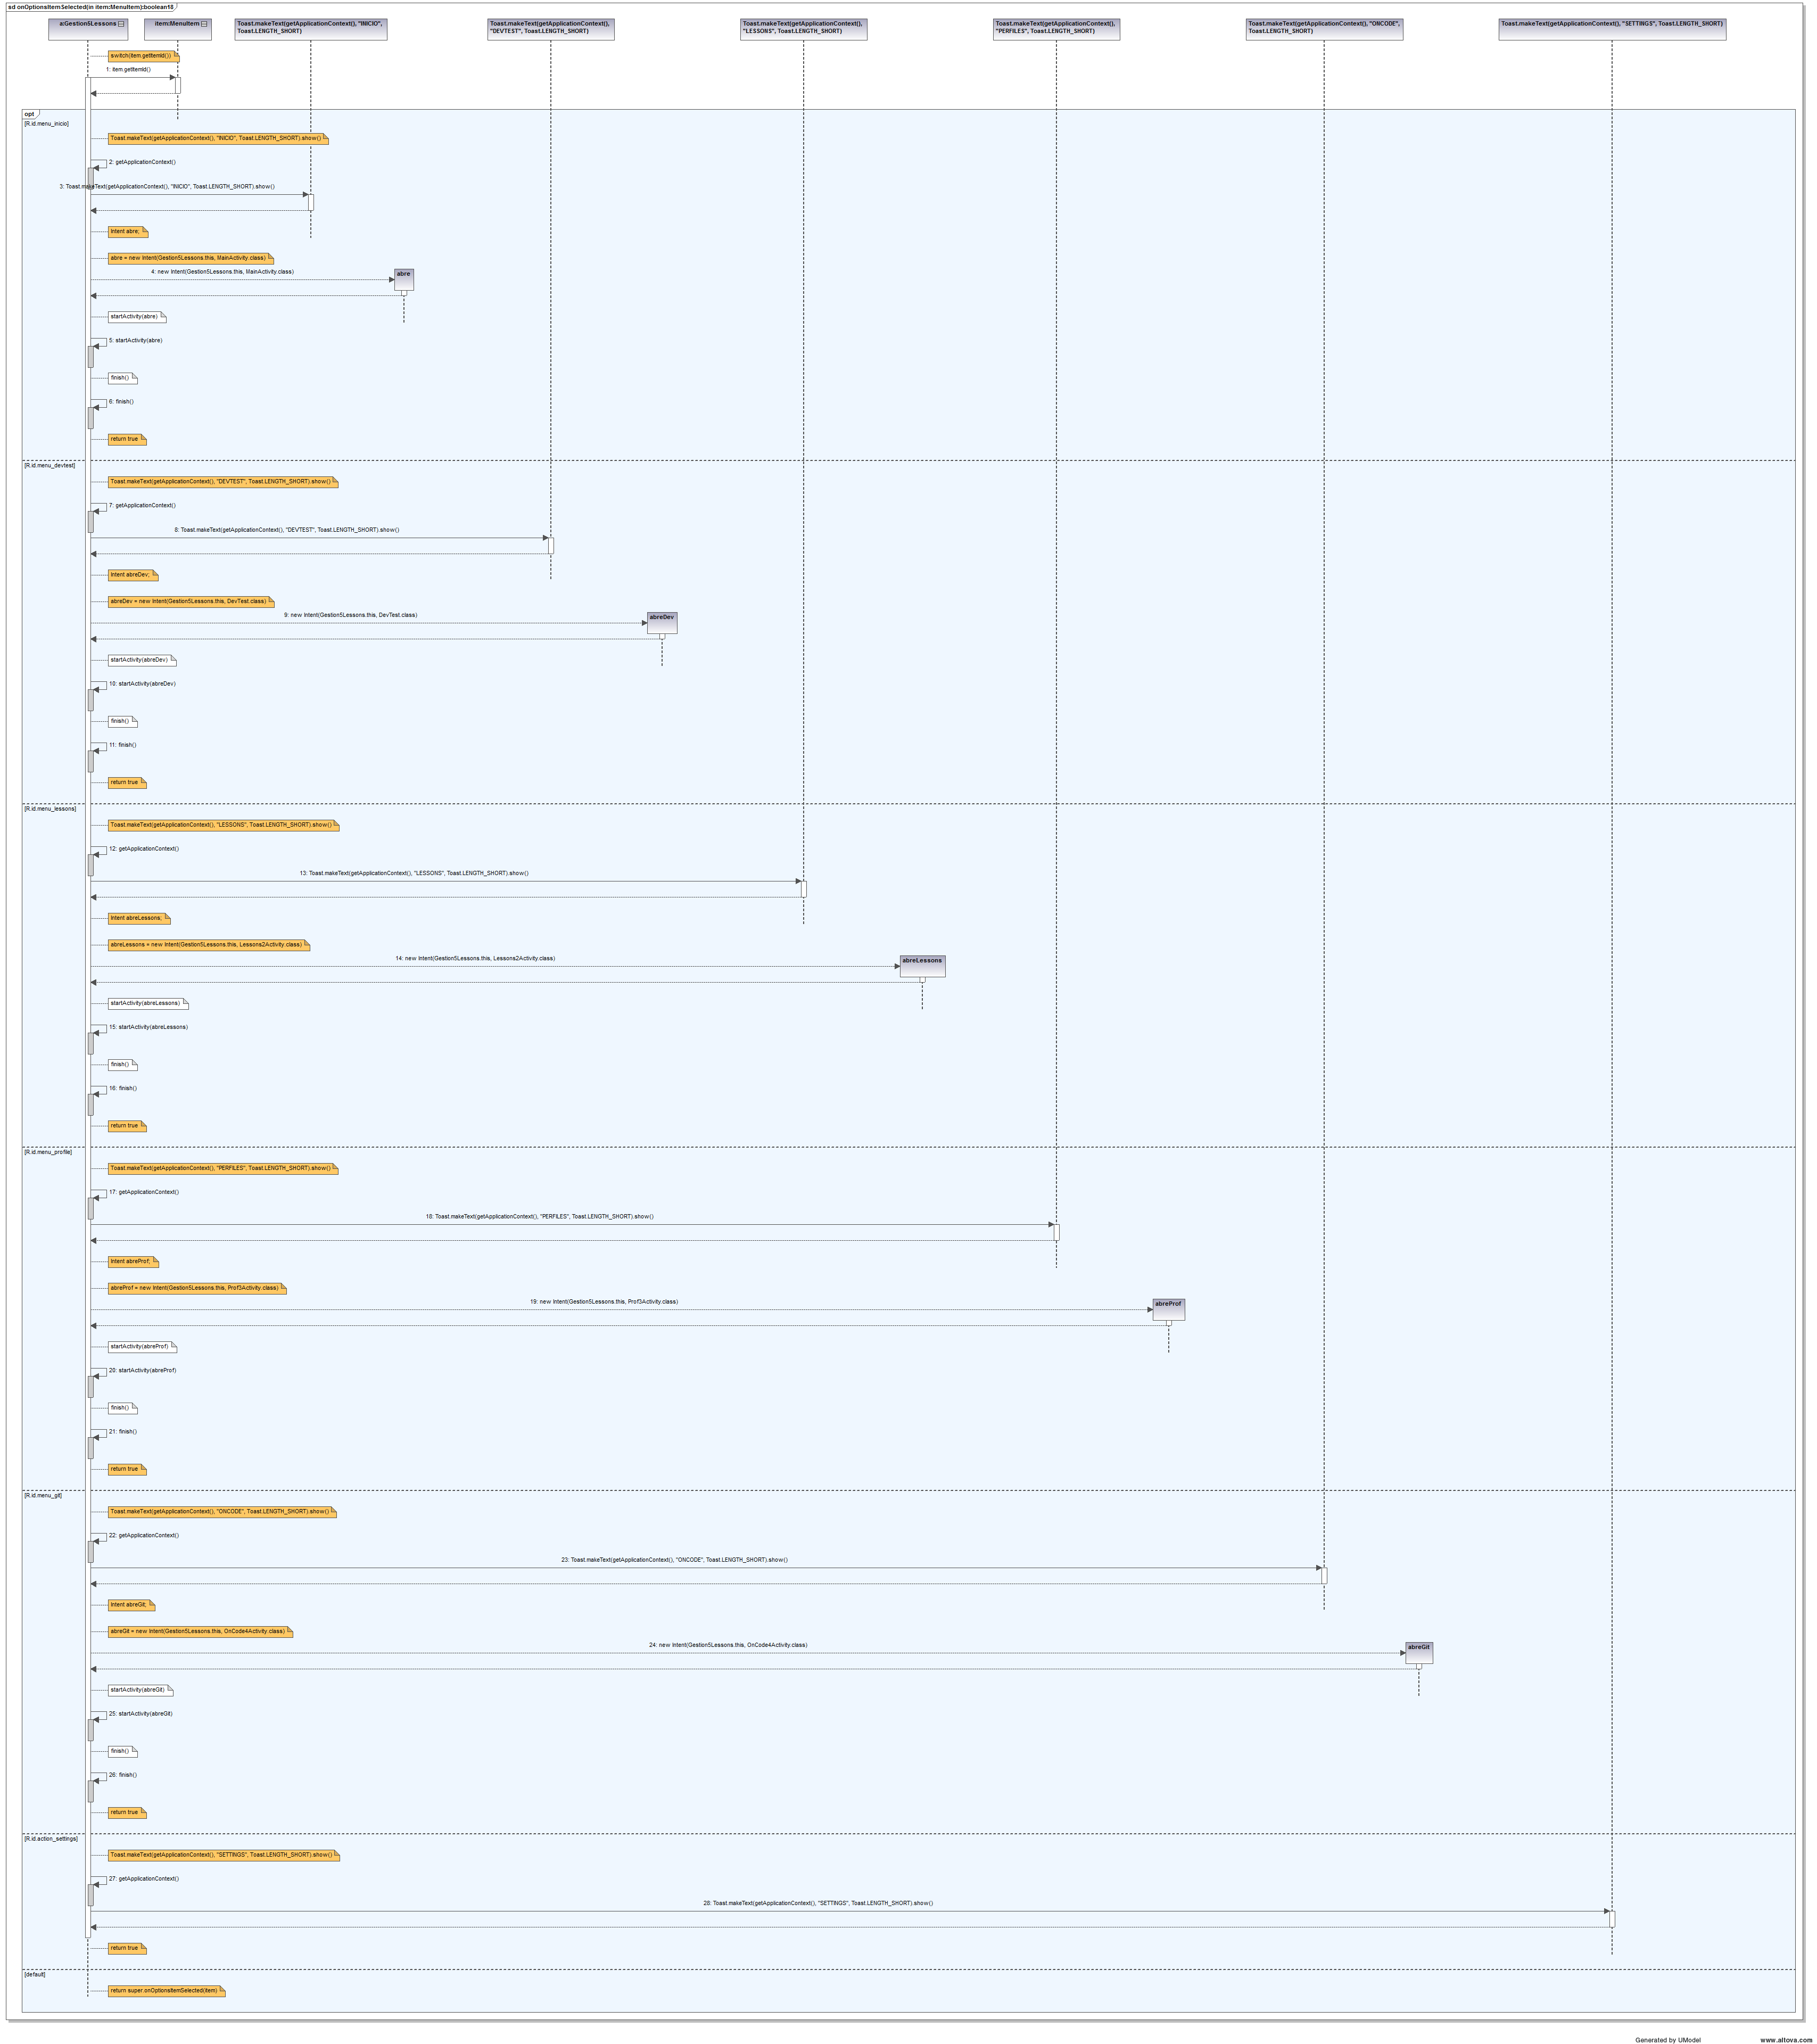 sd onOptionsItemSelected(in item:MenuItem):boolean18
a:Gestion5Lessons
item:MenuItem
Toast.makeText(getApplicationContext(), "INICIO",
Toast.LENGTH_SHORT)
Toast.makeText(getApplicationContext(),
"DEVTEST", Toast.LENGTH_SHORT)
Toast.makeText(getApplicationContext(),
"LESSONS", Toast.LENGTH_SHORT)
Toast.makeText(getApplicationContext(),
"PERFILES", Toast.LENGTH_SHORT)
Toast.makeText(getApplicationContext(), "ONCODE",
Toast.LENGTH_SHORT)
Toast.makeText(getApplicationContext(), "SETTINGS", Toast.LENGTH_SHORT)
switch(item.getItemId())
1: item.getItemId()
opt
[R.id.menu_inicio]
Toast.makeText(getApplicationContext(), "INICIO", Toast.LENGTH_SHORT).show()
2: getApplicationContext()
3: Toast.makeText(getApplicationContext(), "INICIO", Toast.LENGTH_SHORT).show()
Intent abre;
abre = new Intent(Gestion5Lessons.this, MainActivity.class)
4: new Intent(Gestion5Lessons.this, MainActivity.class)
abre
startActivity(abre)
5: startActivity(abre)
finish()
6: finish()
return true
[R.id.menu_devtest]
Toast.makeText(getApplicationContext(), "DEVTEST", Toast.LENGTH_SHORT).show()
7: getApplicationContext()
8: Toast.makeText(getApplicationContext(), "DEVTEST", Toast.LENGTH_SHORT).show()
Intent abreDev;
abreDev = new Intent(Gestion5Lessons.this, DevTest.class)
9: new Intent(Gestion5Lessons.this, DevTest.class)
abreDev
startActivity(abreDev)
10: startActivity(abreDev)
finish()
11: finish()
return true
[R.id.menu_lessons]
Toast.makeText(getApplicationContext(), "LESSONS", Toast.LENGTH_SHORT).show()
12: getApplicationContext()
13: Toast.makeText(getApplicationContext(), "LESSONS", Toast.LENGTH_SHORT).show()
Intent abreLessons;
abreLessons = new Intent(Gestion5Lessons.this, Lessons2Activity.class)
14: new Intent(Gestion5Lessons.this, Lessons2Activity.class)
abreLessons
startActivity(abreLessons)
15: startActivity(abreLessons)
finish()
16: finish()
return true
[R.id.menu_profile]
Toast.makeText(getApplicationContext(), "PERFILES", Toast.LENGTH_SHORT).show()
17: getApplicationContext()
18: Toast.makeText(getApplicationContext(), "PERFILES", Toast.LENGTH_SHORT).show()
Intent abreProf;
abreProf = new Intent(Gestion5Lessons.this, Prof3Activity.class)
19: new Intent(Gestion5Lessons.this, Prof3Activity.class)
abreProf
startActivity(abreProf)
20: startActivity(abreProf)
finish()
21: finish()
return true
[R.id.menu_git]
Toast.makeText(getApplicationContext(), "ONCODE", Toast.LENGTH_SHORT).show()
22: getApplicationContext()
23: Toast.makeText(getApplicationContext(), "ONCODE", Toast.LENGTH_SHORT).show()
Intent abreGit;
abreGit = new Intent(Gestion5Lessons.this, OnCode4Activity.class)
24: new Intent(Gestion5Lessons.this, OnCode4Activity.class)
abreGit
startActivity(abreGit)
25: startActivity(abreGit)
finish()
26: finish()
return true
[R.id.action_settings]
Toast.makeText(getApplicationContext(), "SETTINGS", Toast.LENGTH_SHORT).show()
27: getApplicationContext()
28: Toast.makeText(getApplicationContext(), "SETTINGS", Toast.LENGTH_SHORT).show()
return true
[default]
return super.onOptionsItemSelected(item)
Generated by UModel
www.altova.com